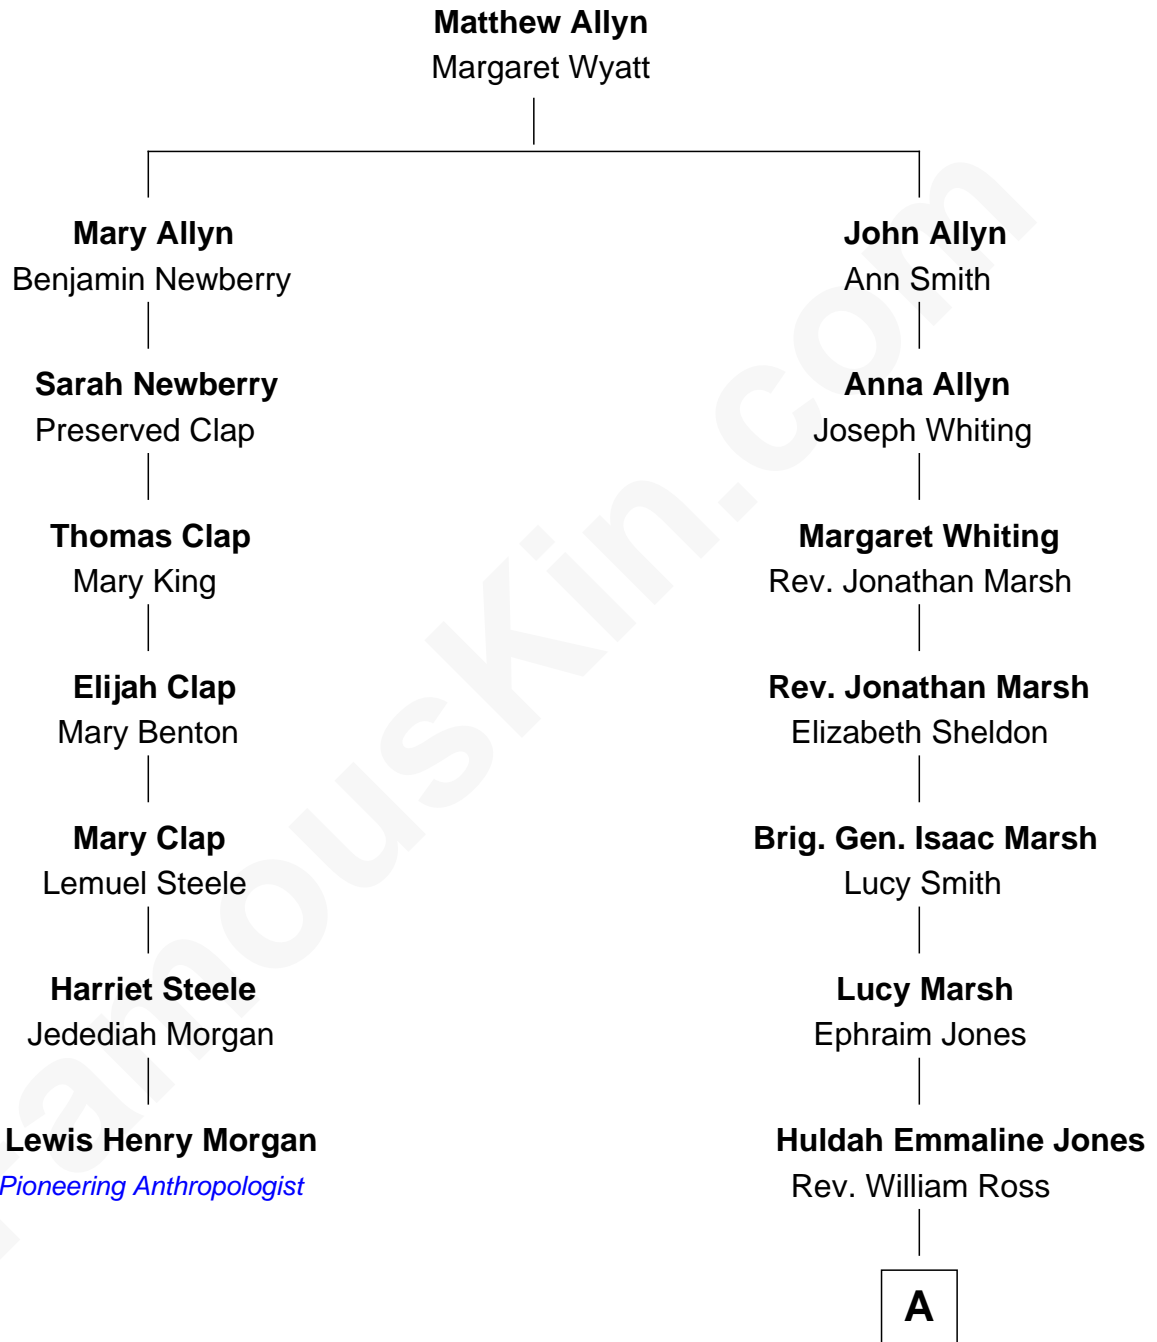 Matthew Allyn
Margaret Wyatt
Mary Allyn
Benjamin Newberry
Sarah Newberry
Preserved Clap
Thomas Clap
Mary King
Elijah Clap
Mary Benton
Mary Clap
Lemuel Steele
Harriet Steele
Jedediah Morgan
Lewis Henry Morgan
Pioneering Anthropologist
John Allyn
Ann Smith
Anna Allyn
Joseph Whiting
Margaret Whiting
Rev. Jonathan Marsh
Rev. Jonathan Marsh
Elizabeth Sheldon
Brig. Gen. Isaac Marsh
Lucy Smith
Lucy Marsh
Ephraim Jones
Huldah Emmaline Jones
Rev. William Ross
A
FamousKin.com